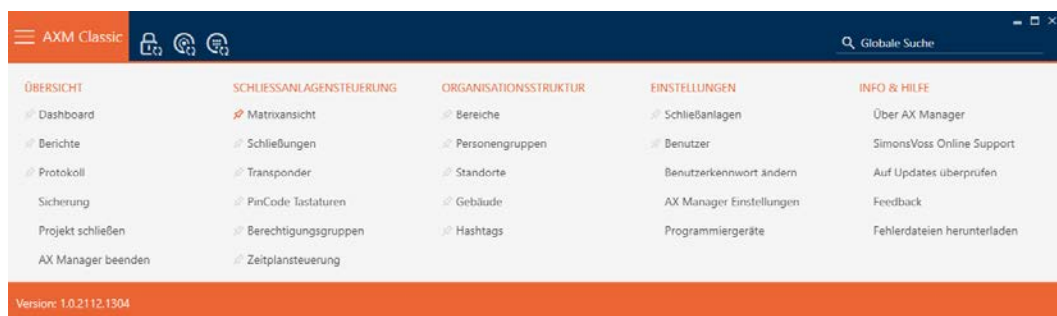 AXM Classic
Globale Suche
ÜBERSICHT
Dashboard
Berichte
Protokoll
Sicherung
Projekt schließen
AX Manager beenden
SCHLIESSANLAGENSTEUERUNG
Matrixansicht
Schließungen
Transponder
PinCode Tastaturen
Berechtigungsgruppen
Zeitplansteuerung
ORGANISATIONSSTRUKTUR
Bereiche
Personengruppen
Standorte
Gebäude
Hashtags
EINSTELLUNGEN
Schließanlagen
Benutzer
Benutzerkennwort ändern
AX Manager Einstellungen
Programmiergeräte
INFO & HILFE
Über AX Manager
SimonsVoss Online Support
Auf Updates überprüfen
Feedback
Fehlerdateien herunterladen
Version: 1.0.2112.1304